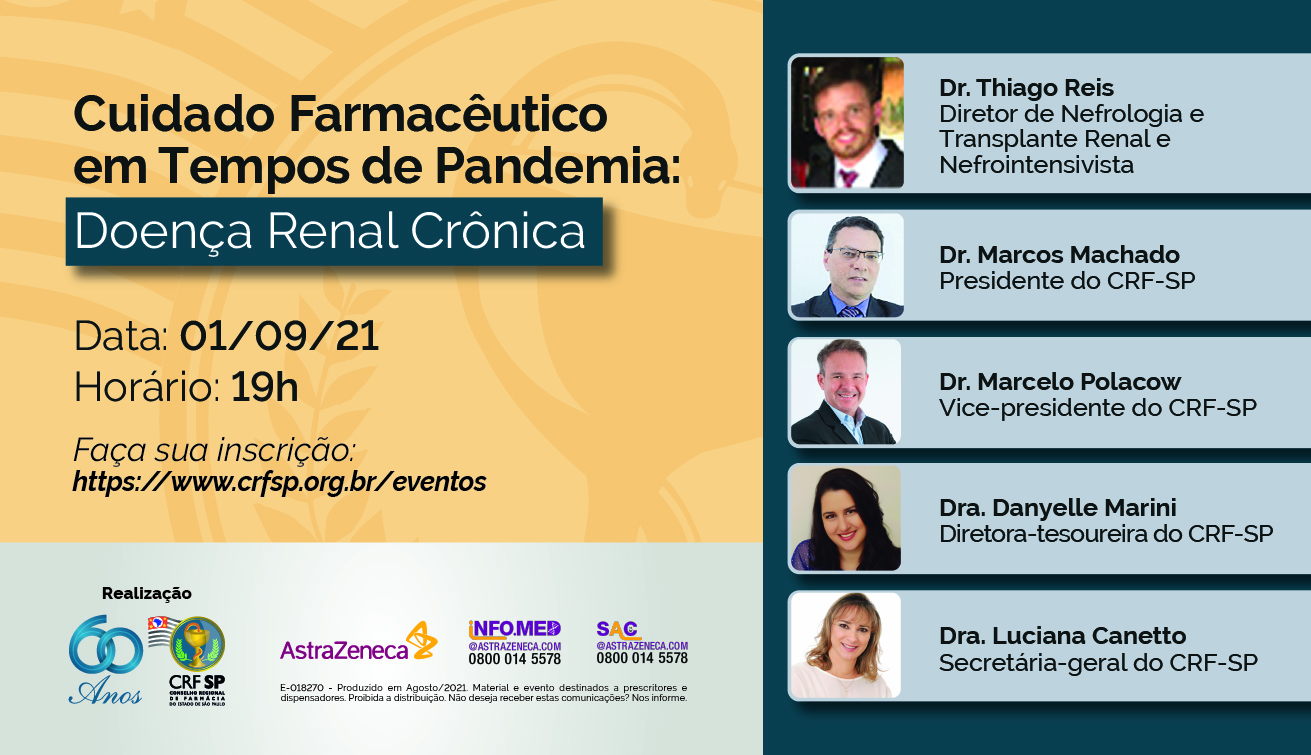 Cuidado Farmacêutico
em Tempos de Pandemia:
Doença Renal Crônica
Data: 01/09/21
Horário: 19h
Faça sua inscrição:
https://www.crfsp.org.br/eventos
Realização
60
Anos
CRF SP
CONSELHO REGIONAL
DE FARMÁCIA
DO ESTADO DE SÃO PAULO
AstraZeneca
iNFO.MED
@ASTRAZENECA.COM
0800 014 5578
SAC
@ASTRAZENECA.COM
0800 014 5578
E-018270 - Produzido em Agosto/2021. Material e evento destinados a prescritores e
dispensadores. Proibida a distribuição. Não deseja receber estas comunicações? Nos informe.
Dr. Thiago Reis
Diretor de Nefrologia e
Transplante Renal e
Nefrointensivista
Dr. Marcos Machado
Presidente do CRF-SP
Dr. Marcelo Polacow
Vice-presidente do CRF-SP
Dra. Danyelle Marini
Diretora-tesoureira do CRF-SP
Dra. Luciana Canetto
Secretária-geral do CRF-SP